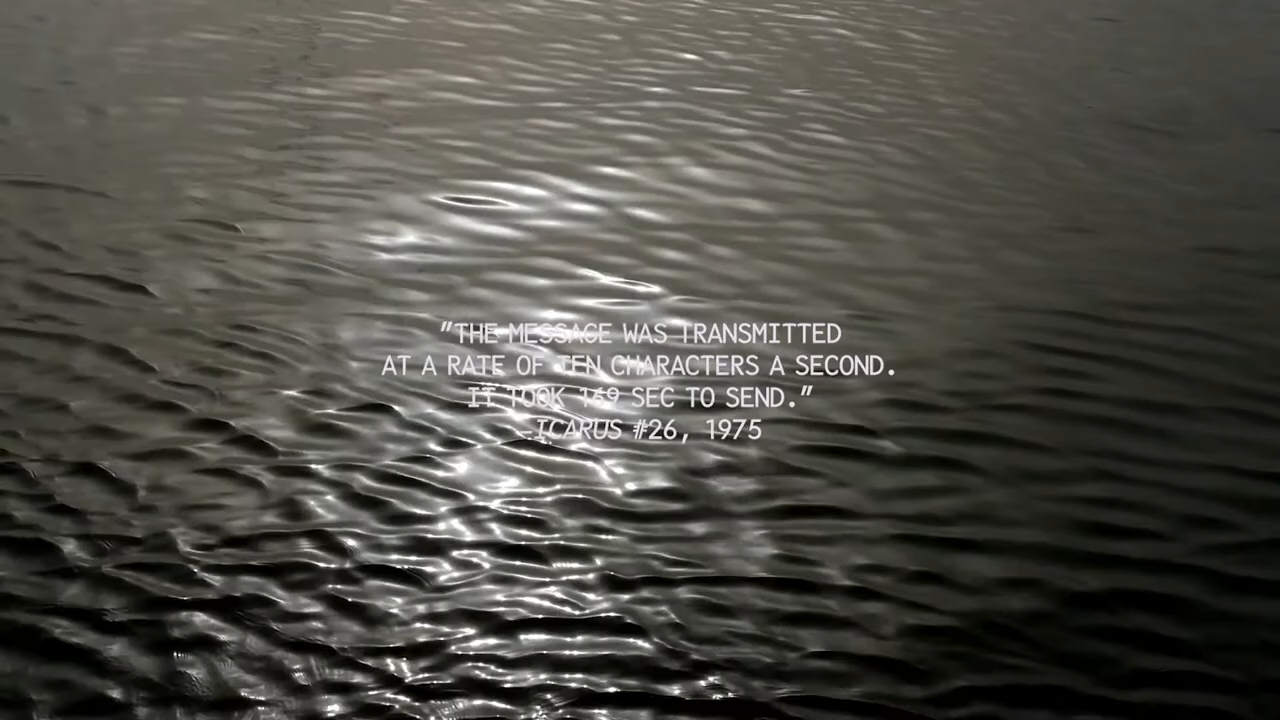 "THE MESSAGE WAS TRANSMITTED
AT A RATE OF TEN CHARACTERS A SECOND.
IT TOOK 169 SEC TO SEND."
-ICARUS #26, 1975